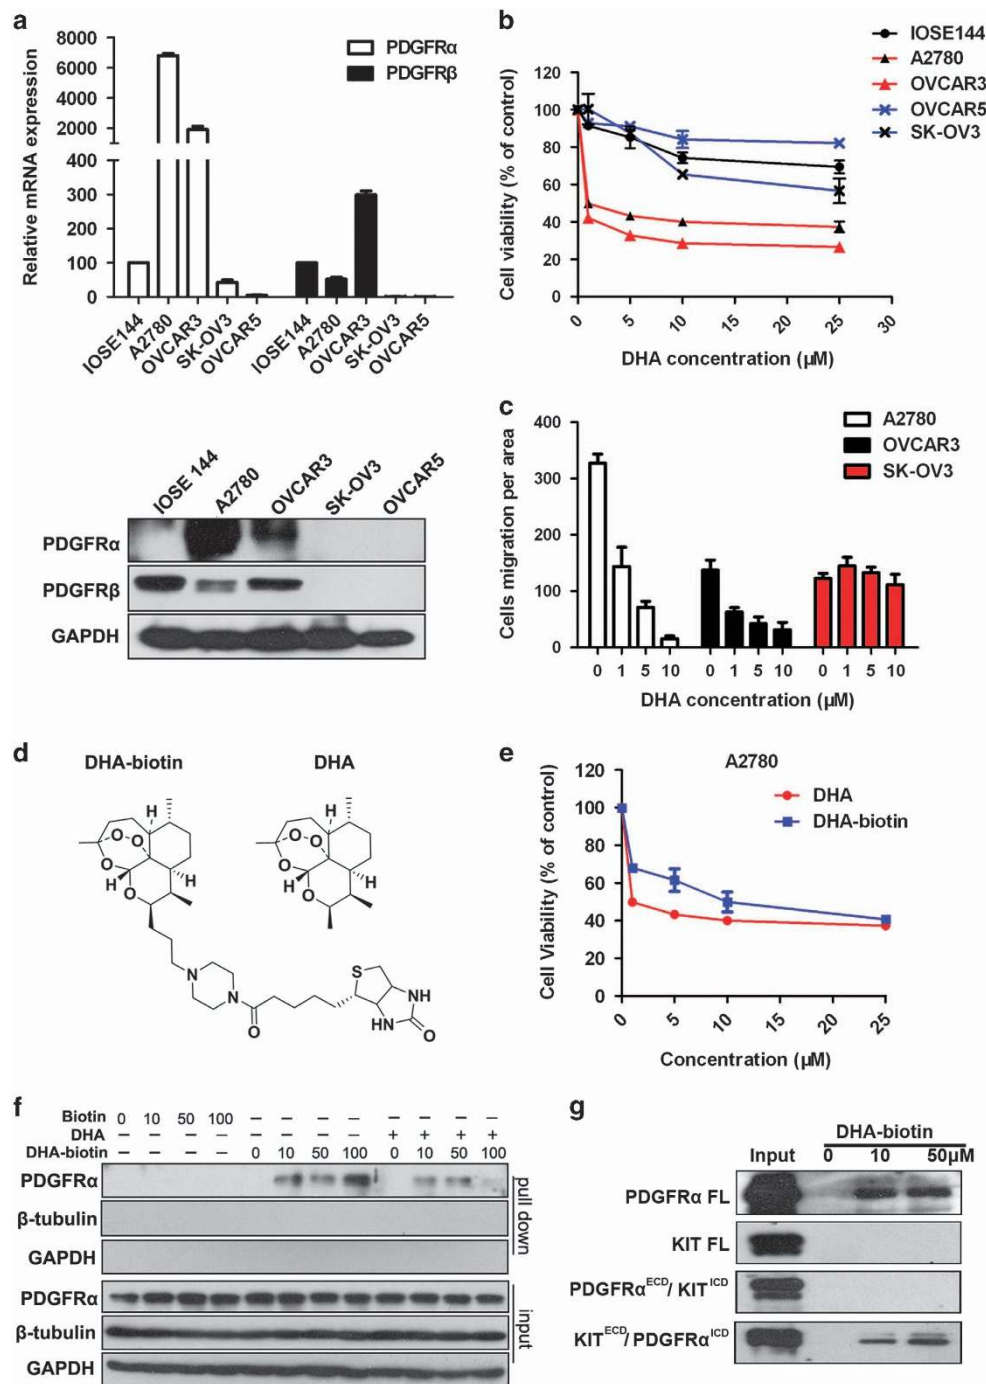 a
8000
6000
4000
2000
400
300
200
100
0
Relative mRNA expression
PDGFRα
PDGFRβ
IOSE144
A2780
OVCAR3
SK-OV3
OVCAR5
IOSE144
A2780
OVCAR3
SK-OV3
OVCAR5
IOSE 144
A2780
OVCAR3
SK-OV3
OVCAR5
PDGFRα
PDGFRβ
GAPDH
b
IOSE144
A2780
OVCAR3
OVCAR5
SK-OV3
120
100
80
60
40
20
0
Cell viability (% of control)
0 5 10 15 20 25 30
DHA concentration (µM)
c
A2780
OVCAR3
SK-OV3
400
300
200
100
0
Cells migration per area
0 1 5 10 0 1 5 10 0 1 5 10
DHA concentration (µM)
d
DHA-biotin
DHA
H
O
O
O
H
O
H
N
N
O
S
NH
HN
O
H
O
O
O
H
O
H
e
A2780
DHA
DHA-biotin
120
100
80
60
40
20
0
Cell Viability (% of control)
0 5 10 15 20 25
Concentration (µM)
f
Biotin 0 10 50 100 – – – – – – – –
DHA – – – – – – – – + + + +
DHA-biotin – – – – 0 10 50 100 0 10 50 100
PDGFRα
β-tubulin
GAPDH
pull down
PDGFRα
β-tubulin
GAPDH
input
g
DHA-biotin
Input 0 10 50µM
PDGFRα FL
KIT FL
PDGFRα^ECD/ KIT^ICD
KIT^ECD/ PDGFRα^ICD